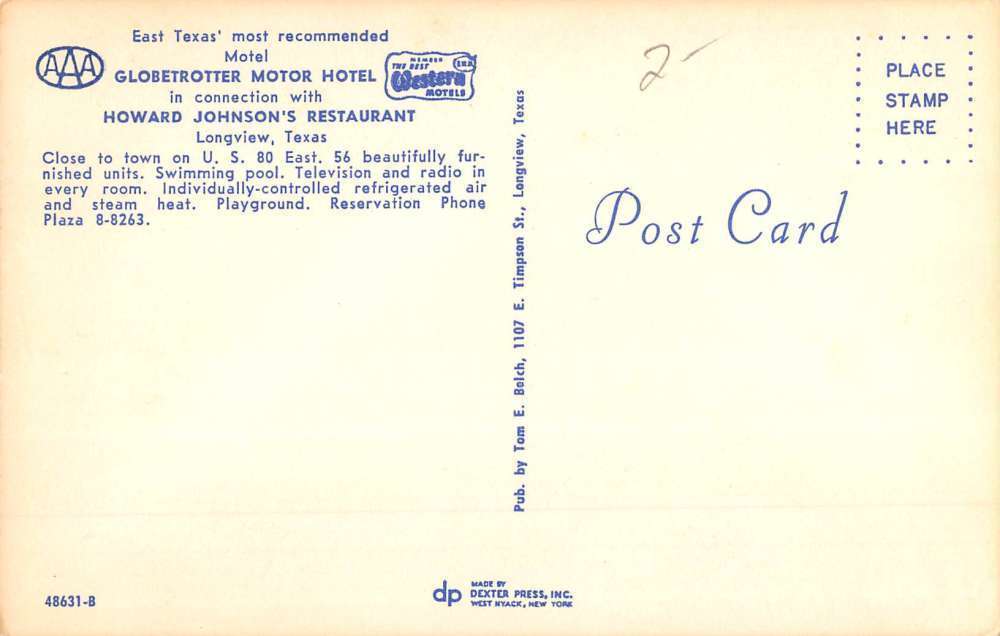 East Texas' most recommended
Motel
AAA
GLOBETROTTER MOTOR HOTEL
MEMBER
THE BEST
Western
MOTELS
in connection with
HOWARD JOHNSON'S RESTAURANT
Longview, Texas
Close to town on U. S. 80 East. 56 beautifully fur-
nished units. Swimming pool. Television and radio in
every room. Individually-controlled refrigerated air
and steam heat. Playground. Reservation Phone
Plaza 8-8263.
Pub. by Tom E. Belch, 1107 E. Timpson St., Longview, Texas
2-
PLACE
STAMP
HERE
Post Card
48631-B
dp
MADE BY
DEXTER PRESS, INC.
WEST NYACK, NEW YORK